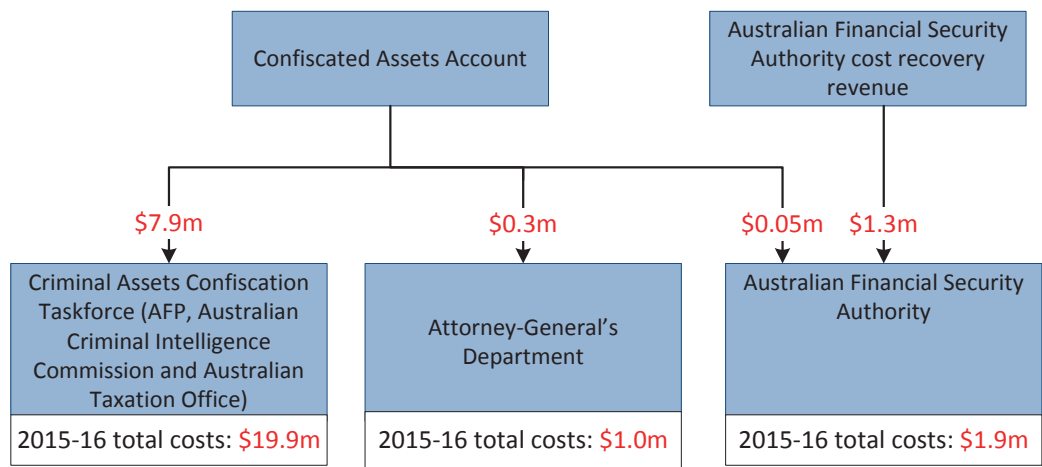 Confiscated Assets Account
Australian Financial Security
Authority cost recovery
revenue
$7.9m
$0.3m
$0.05m
$1.3m
Criminal Assets Confiscation
Taskforce (AFP, Australian
Criminal Intelligence
Commission and Australian
Taxation Office)
2015-16 total costs: $19.9m
Attorney-General’s
Department
2015-16 total costs: $1.0m
Australian Financial Security
Authority
2015-16 total costs: $1.9m